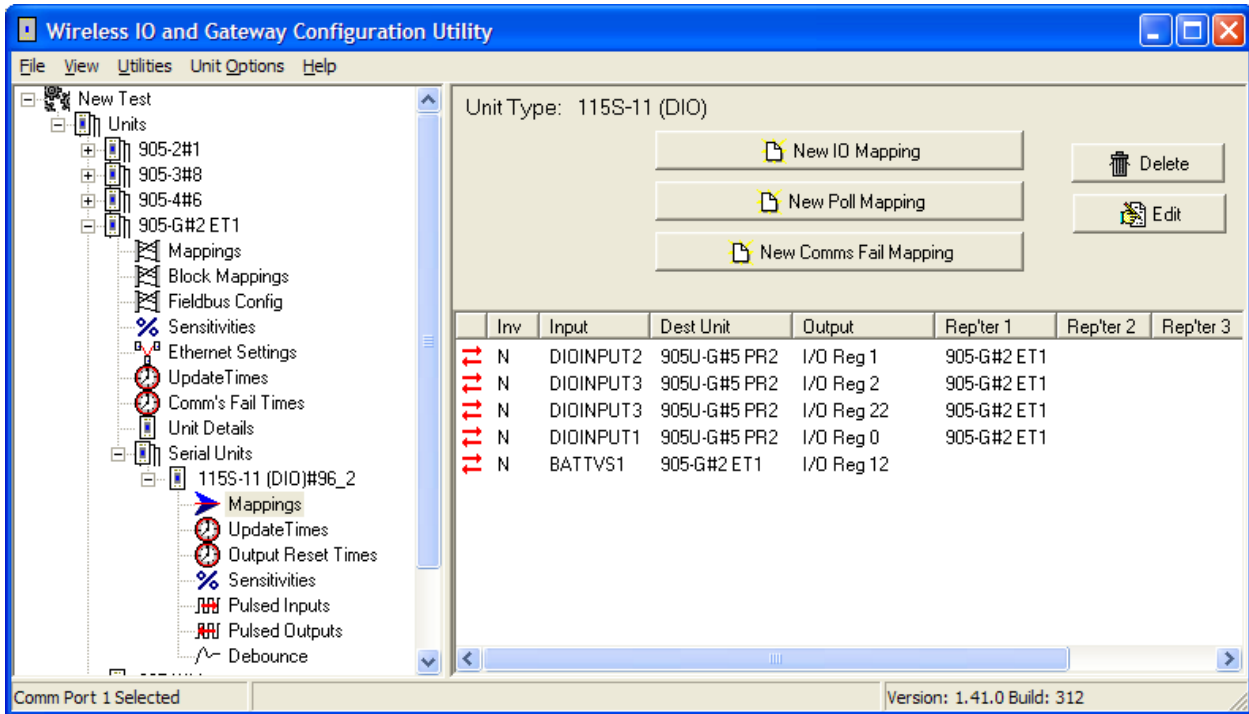 Wireless IO and Gateway Configuration Utility
File View Utilities Unit Options Help
New Test
Units
905-2#1
905-3#8
905-4#6
905-G#2 ET1
Mappings
Block Mappings
Fieldbus Config
Sensitivities
Ethernet Settings
UpdateTimes
Comm's Fail Times
Unit Details
Serial Units
115S-11 (DIO)#96_2
Mappings
UpdateTimes
Output Reset Times
Sensitivities
Pulsed Inputs
Pulsed Outputs
Debounce
Unit Type: 115S-11 (DIO)
New IO Mapping
New Poll Mapping
New Comms Fail Mapping
Delete
Edit
Inv Input Dest Unit Output Rep'ter 1 Rep'ter 2 Rep'ter 3
N DIOINPUT2 905U-G#5 PR2 I/O Reg 1 905-G#2 ET1
N DIOINPUT3 905U-G#5 PR2 I/O Reg 2 905-G#2 ET1
N DIOINPUT3 905U-G#5 PR2 I/O Reg 22 905-G#2 ET1
N DIOINPUT1 905U-G#5 PR2 I/O Reg 0 905-G#2 ET1
N BATTVS1 905-G#2 ET1 I/O Reg 12
Comm Port 1 Selected
Version: 1.41.0 Build: 312